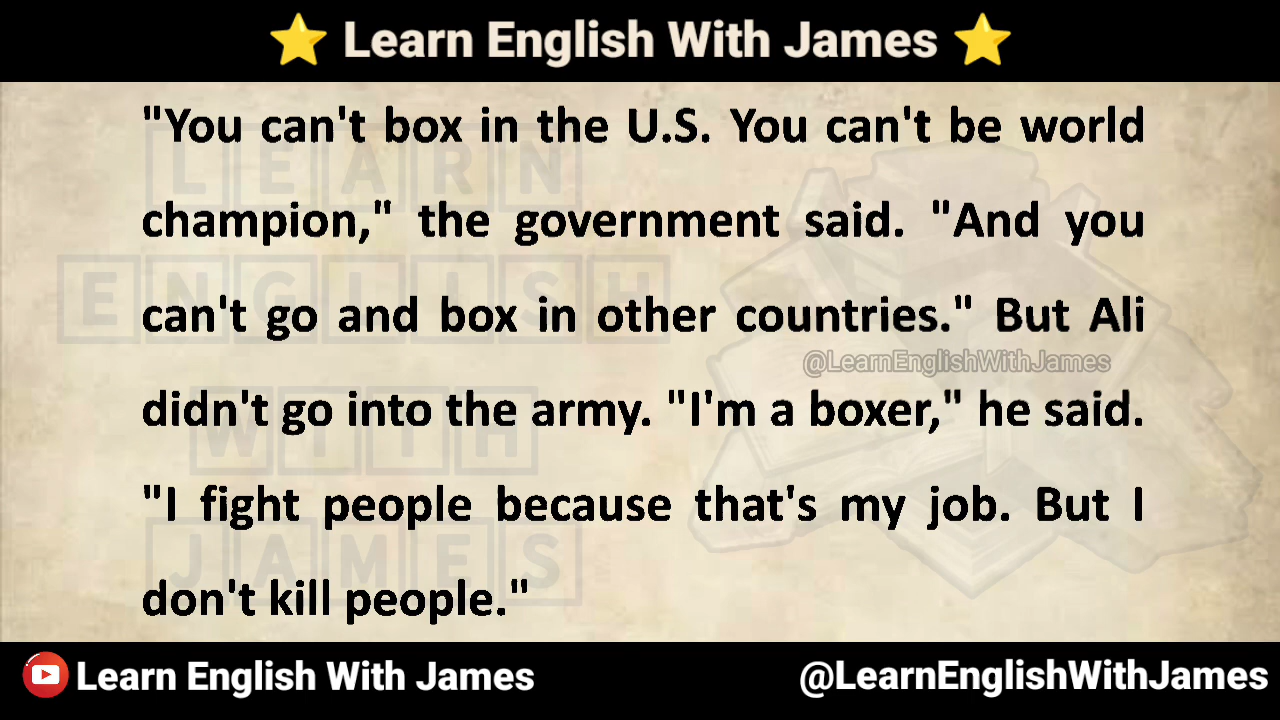 ⭐ Learn English With James ⭐
"You can't box in the U.S. You can't be world
champion," the government said. "And you
can't go and box in other countries." But Ali
@LearnEnglishWithJames
didn't go into the army. "I'm a boxer," he said.
"I fight people because that's my job. But I
don't kill people."
LEARN
ENGLISH
WITH
JAMES
Learn English With James
@LearnEnglishWithJames